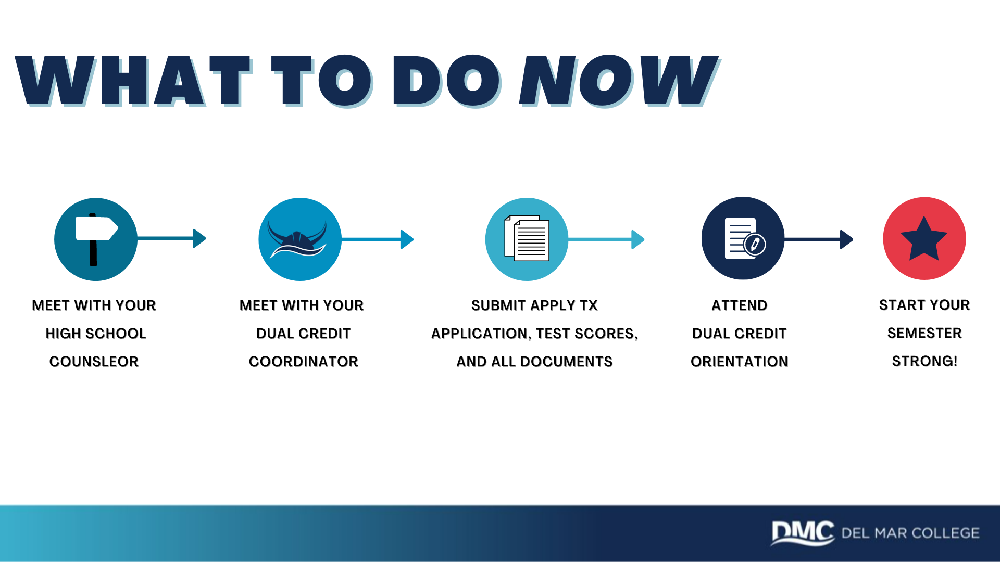 WHAT TO DO NOW
MEET WITH YOUR
HIGH SCHOOL
COUNSLEOR
MEET WITH YOUR
DUAL CREDIT
COORDINATOR
SUBMIT APPLY TX
APPLICATION, TEST SCORES,
AND ALL DOCUMENTS
ATTEND
DUAL CREDIT
ORIENTATION
START YOUR
SEMESTER
STRONG!
DMC DEL MAR COLLEGE